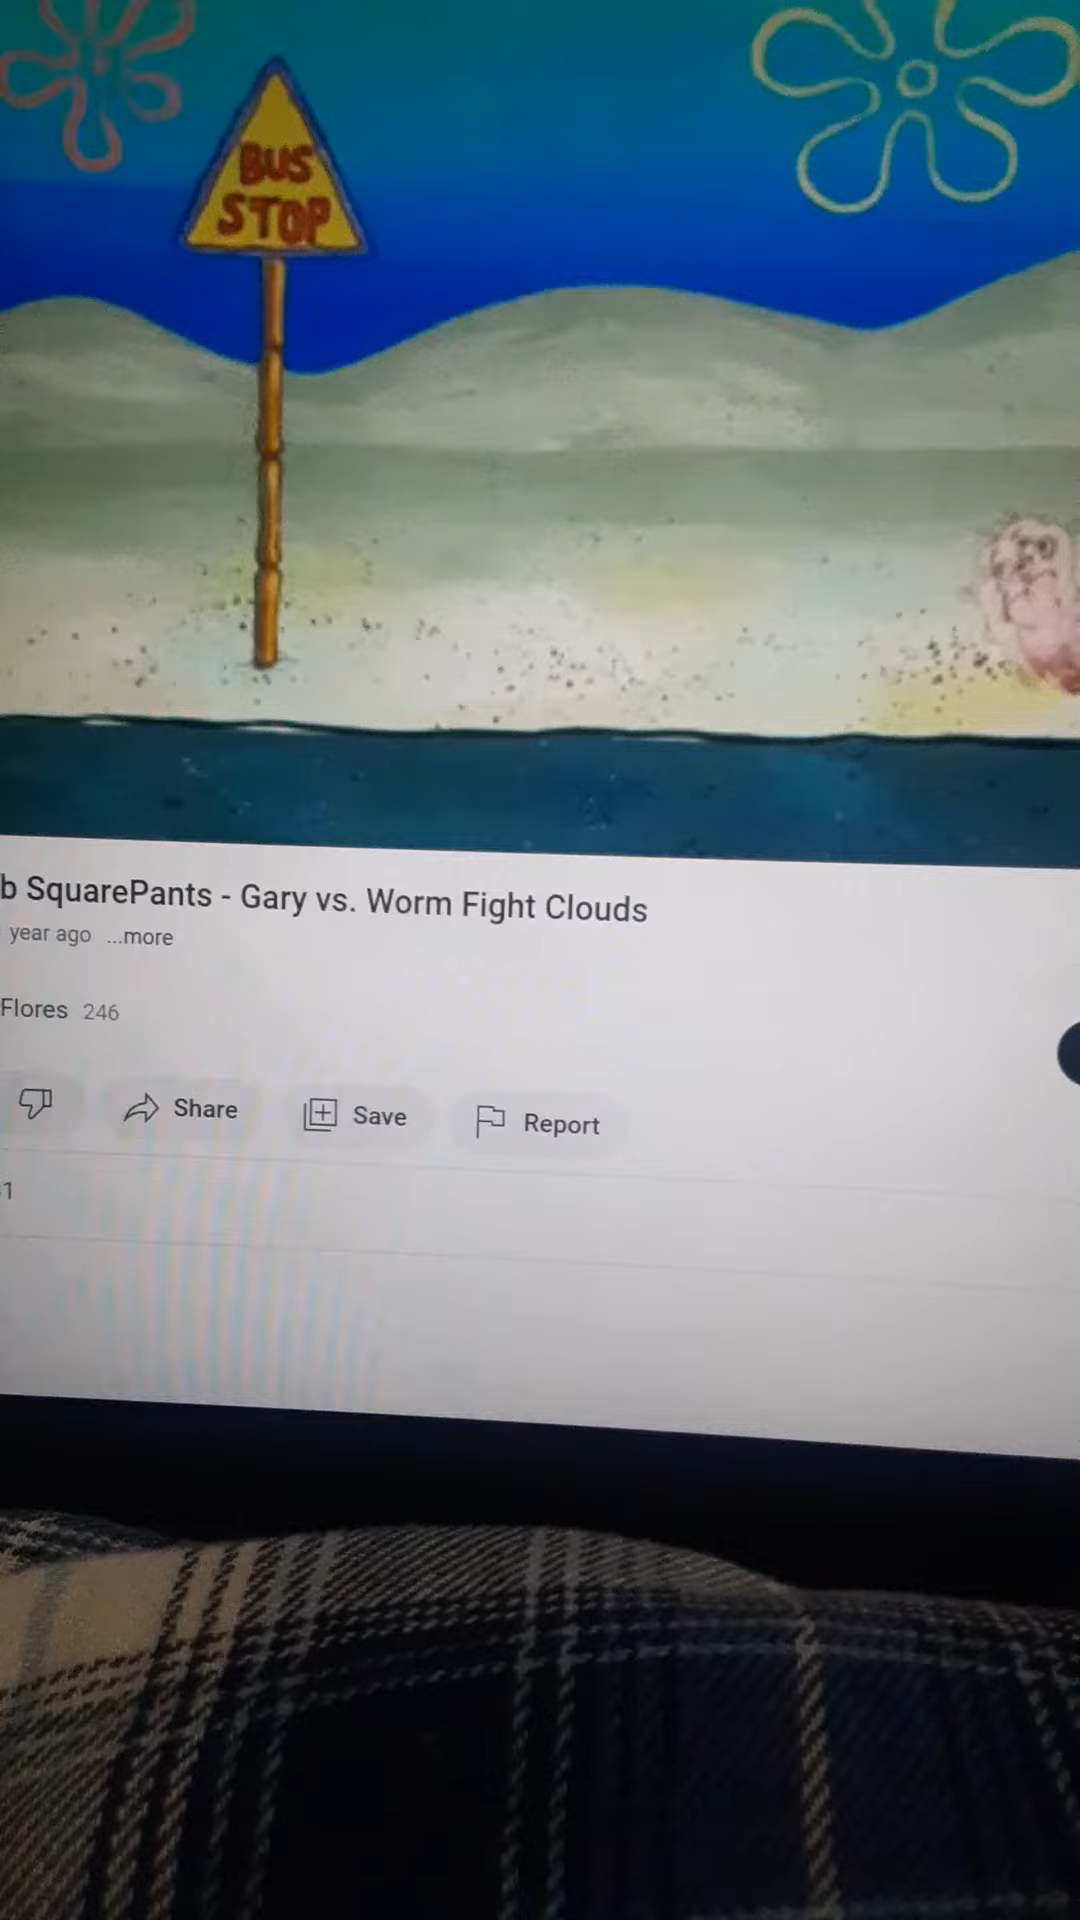 BUS
STOP
b SquarePants - Gary vs. Worm Fight Clouds
year ago ...more
Flores 246
Share Save Report
1